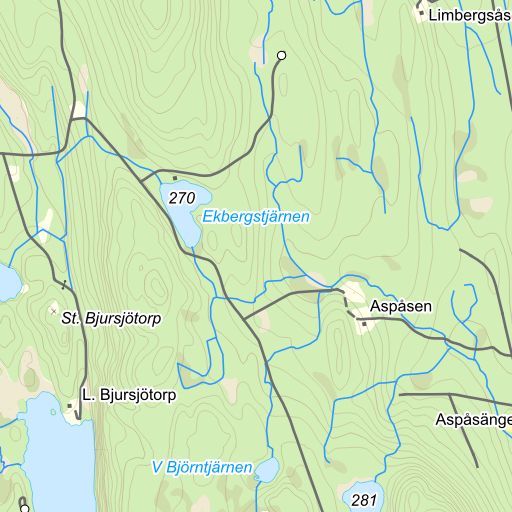 Limbergsås
270
Ekbergstjärnen
Aspåsen
St. Bjursjötorp
L. Bjursjötorp
Aspåsänge
V Björntjärnen
281